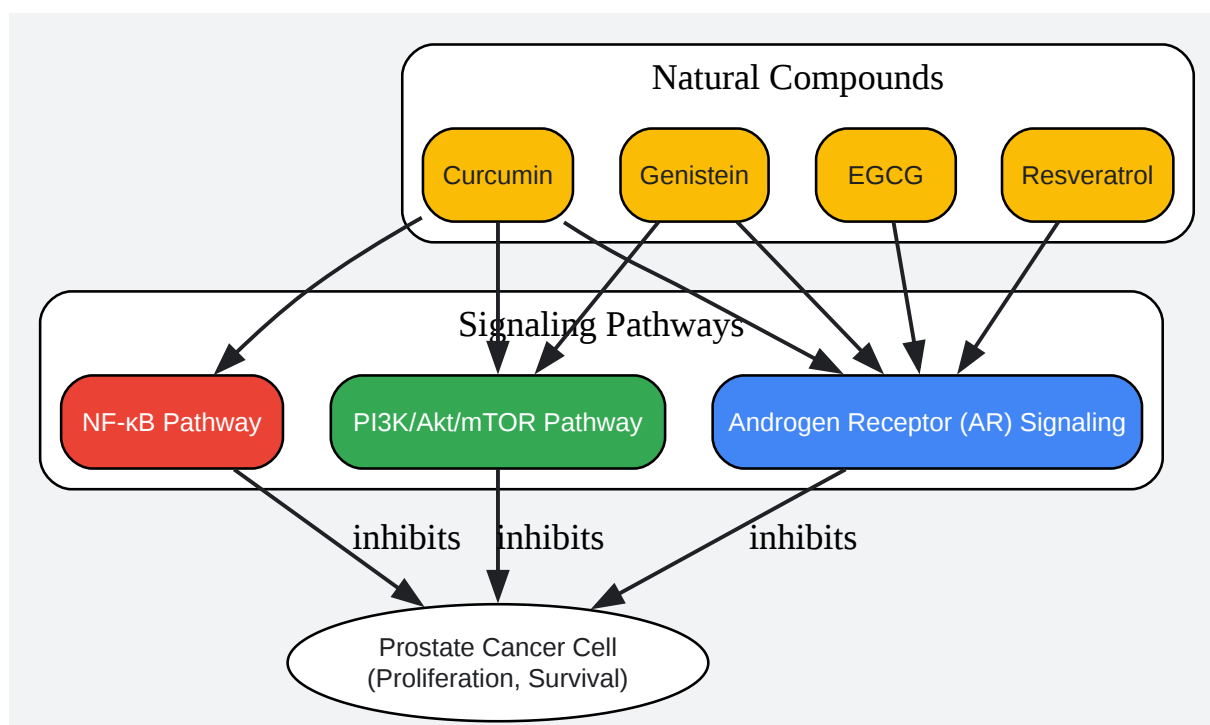 Natural Compounds
Curcumin
Genistein
EGCG
Resveratrol
Signaling Pathways
NF-κB Pathway
PI3K/Akt/mTOR Pathway
Androgen Receptor (AR) Signaling
inhibits
inhibits
inhibits
Prostate Cancer Cell
(Proliferation, Survival)